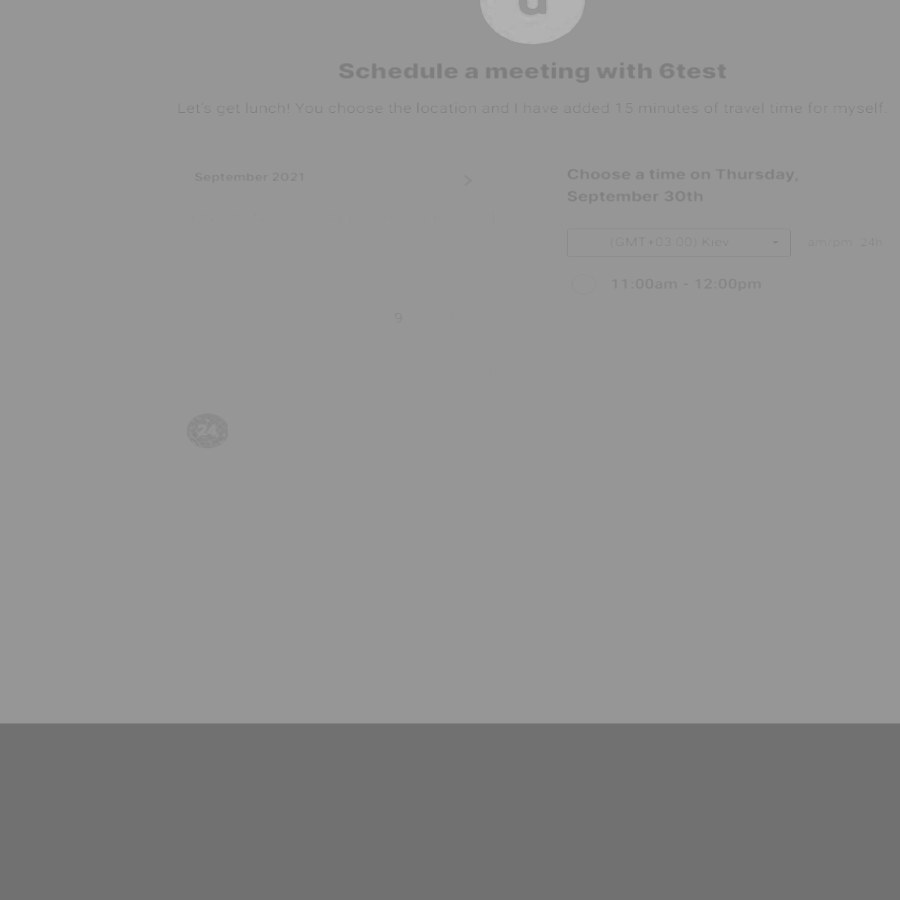 a
Schedule a meeting with 6test
Let's get lunch! You choose the location and I have added 15 minutes of travel time for myself.
September 2021
Choose a time on Thursday,
September 30th
(GMT+03:00) Kiev
am/pm 24h
11:00am - 12:00pm
9
24